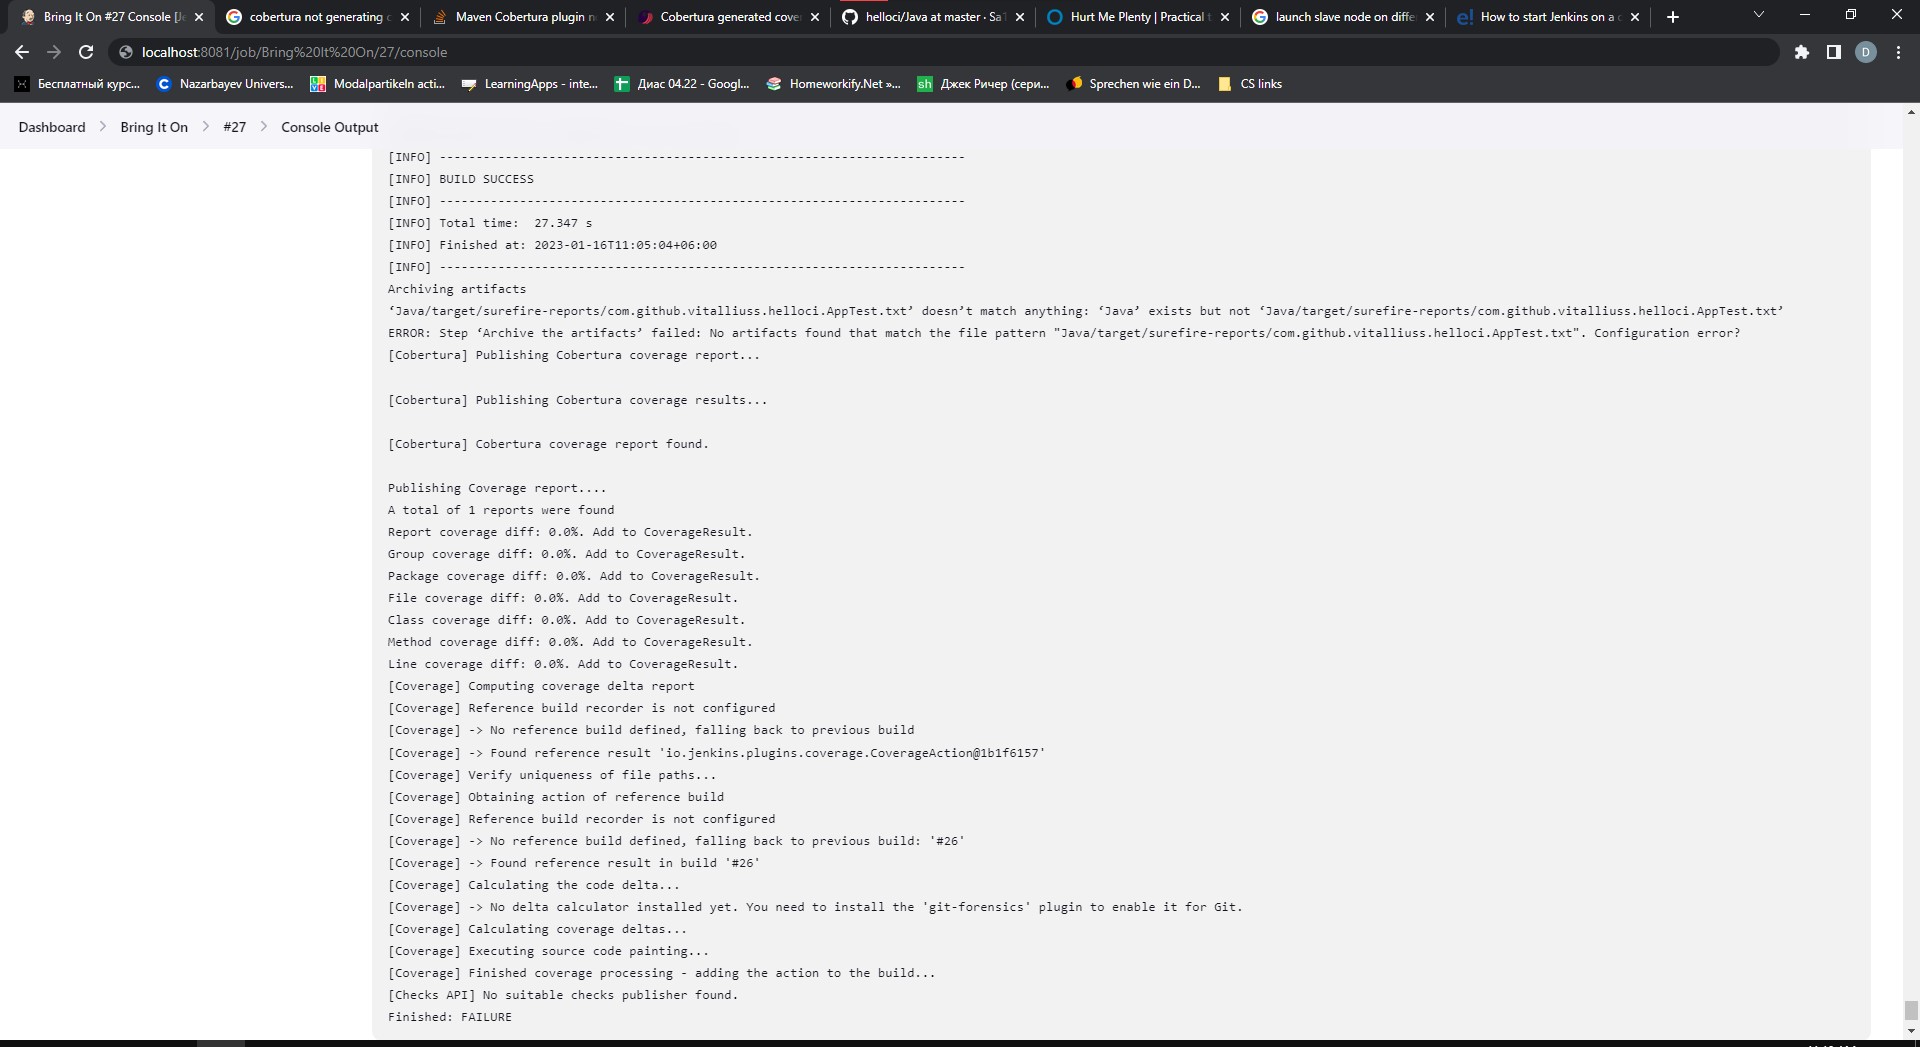 Bring It On #27 Console [Je
cobertura not generating c
Maven Cobertura plugin n
Cobertura generated cove
helloci/Java at master · SaT
Hurt Me Plenty | Practical t
launch slave node on diffe
How to start Jenkins on a c
localhost:8081/job/Bring%20It%20On/27/console
D
Бесплатный курс...
Nazarbayev Univers...
Modalpartikeln acti...
LearningApps - inte...
Диас 04.22 - Googl...
Homeworkify.Net »...
sh Джек Ричер (сери...
Sprechen wie ein D...
CS links
Dashboard > Bring It On > #27 > Console Output
[INFO] ------------------------------------------------------------------------
[INFO] BUILD SUCCESS
[INFO] ------------------------------------------------------------------------
[INFO] Total time:  27.347 s
[INFO] Finished at: 2023-01-16T11:05:04+06:00
[INFO] ------------------------------------------------------------------------
Archiving artifacts
‘Java/target/surefire-reports/com.github.vitalliuss.helloci.AppTest.txt’ doesn’t match anything: ‘Java’ exists but not ‘Java/target/surefire-reports/com.github.vitalliuss.helloci.AppTest.txt’
ERROR: Step ‘Archive the artifacts’ failed: No artifacts found that match the file pattern "Java/target/surefire-reports/com.github.vitalliuss.helloci.AppTest.txt". Configuration error?
[Cobertura] Publishing Cobertura coverage report...
[Cobertura] Publishing Cobertura coverage results...
[Cobertura] Cobertura coverage report found.
Publishing Coverage report....
A total of 1 reports were found
Report coverage diff: 0.0%. Add to CoverageResult.
Group coverage diff: 0.0%. Add to CoverageResult.
Package coverage diff: 0.0%. Add to CoverageResult.
File coverage diff: 0.0%. Add to CoverageResult.
Class coverage diff: 0.0%. Add to CoverageResult.
Method coverage diff: 0.0%. Add to CoverageResult.
Line coverage diff: 0.0%. Add to CoverageResult.
[Coverage] Computing coverage delta report
[Coverage] Reference build recorder is not configured
[Coverage] -> No reference build defined, falling back to previous build
[Coverage] -> Found reference result 'io.jenkins.plugins.coverage.CoverageAction@1b1f6157'
[Coverage] Verify uniqueness of file paths...
[Coverage] Obtaining action of reference build
[Coverage] Reference build recorder is not configured
[Coverage] -> No reference build defined, falling back to previous build: '#26'
[Coverage] -> Found reference result in build '#26'
[Coverage] Calculating the code delta...
[Coverage] -> No delta calculator installed yet. You need to install the 'git-forensics' plugin to enable it for Git.
[Coverage] Calculating coverage deltas...
[Coverage] Executing source code painting...
[Coverage] Finished coverage processing - adding the action to the build...
[Checks API] No suitable checks publisher found.
Finished: FAILURE